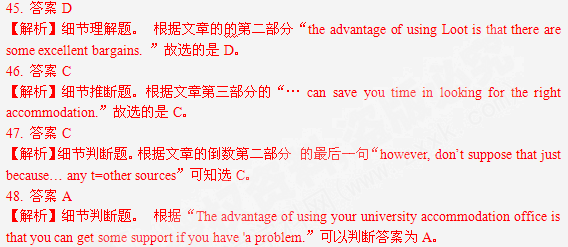 45. 答案 D
【解析】细节理解题。 根据文章的的第二部分“the advantage of using Loot is that there are
some excellent bargains. ”故选的是 D。
46. 答案 C
【解析】细节推断题。根据文章第三部分的“… can save you time in looking for the right
accommodation.”故选的是 C。
47. 答案 C
【解析】细节判断题。根据文章的倒数第二部分 的最后一句“however, don’t suppose that just
because… any t=other sources”可知选 C。
48. 答案 A
【解析】细节判断题。 根据“The advantage of using your university accommodation office is
that you can get some support if you have 'a problem.”可以判断答案为 A。